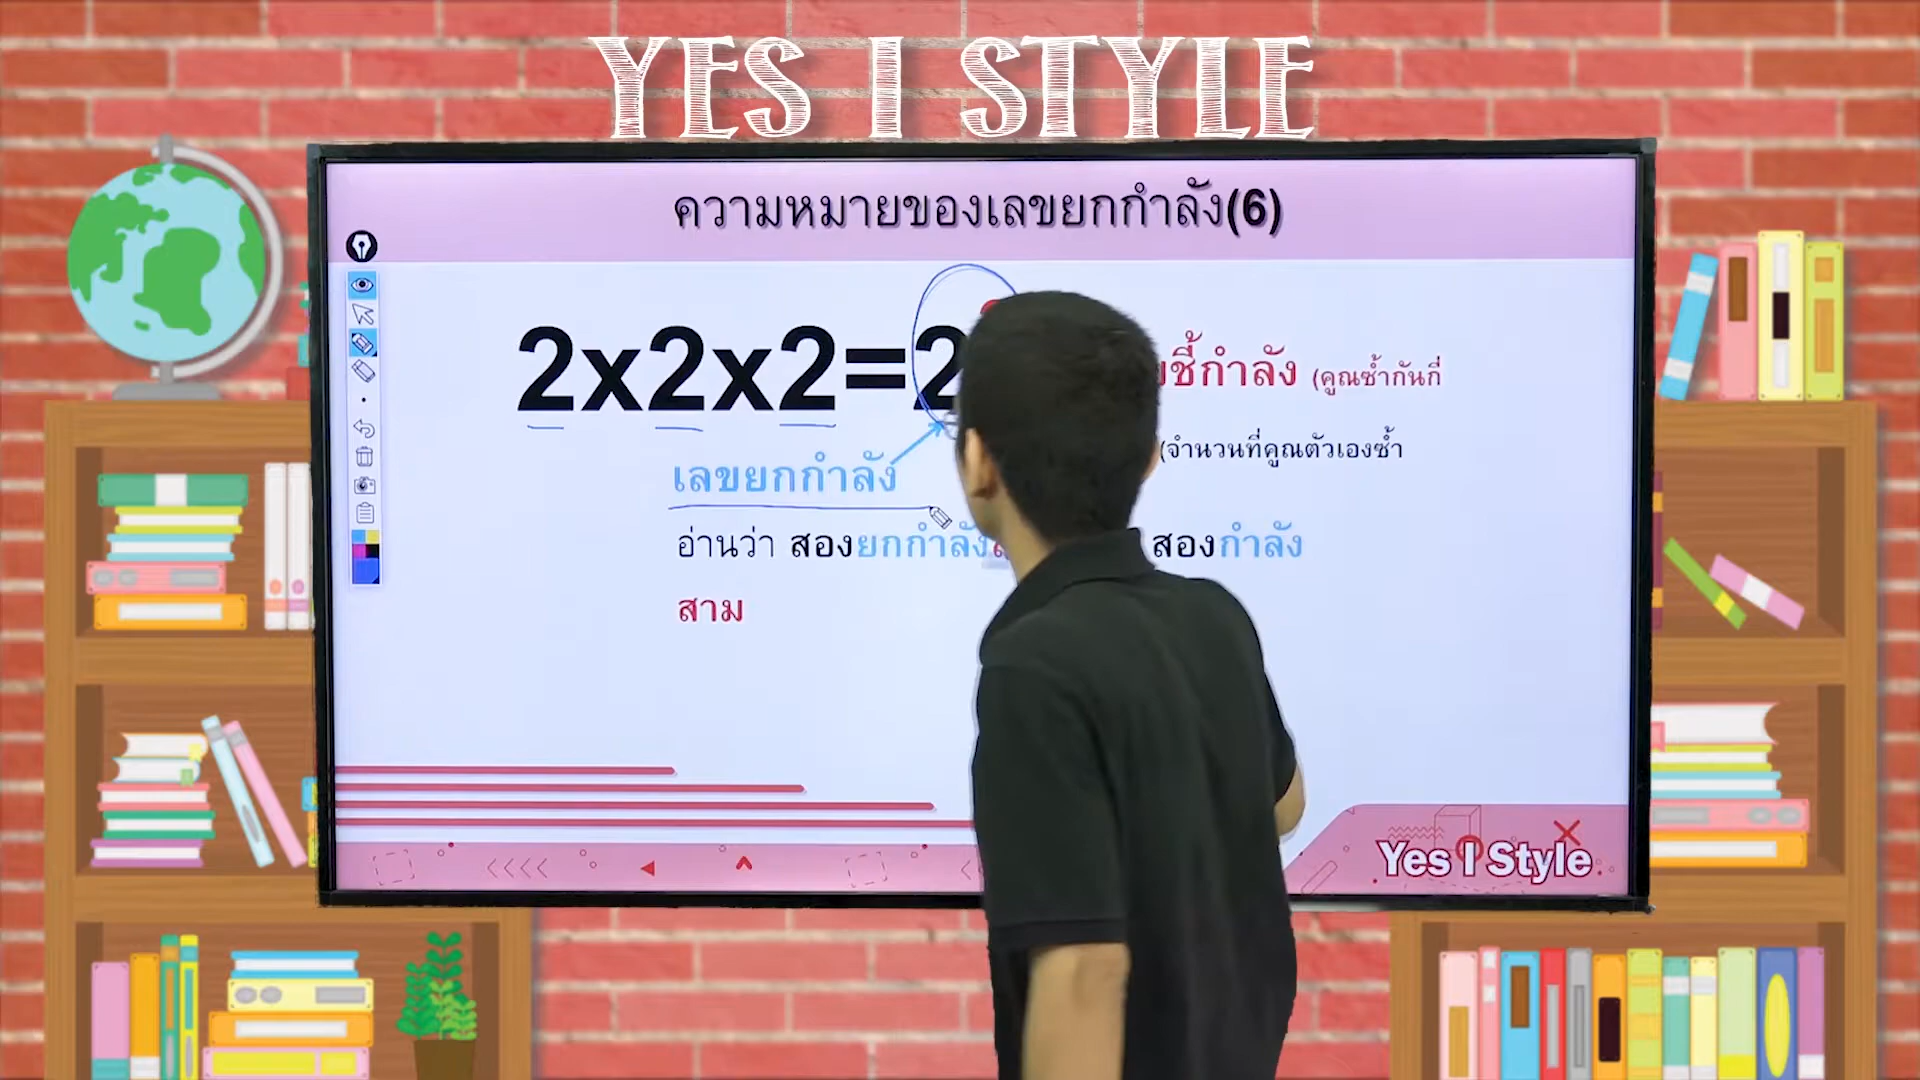 YES I STYLE
ความหมายของเลขยกกำลัง(6)
2x2x2=2
ชี้กำลัง (คูณซ้ำกันกี่
(จำนวนที่คูณตัวเองซ้ำ
เลขยกกำลัง
อ่านว่า สองยกกำลัง สองกำลัง
สาม
Yes I Style